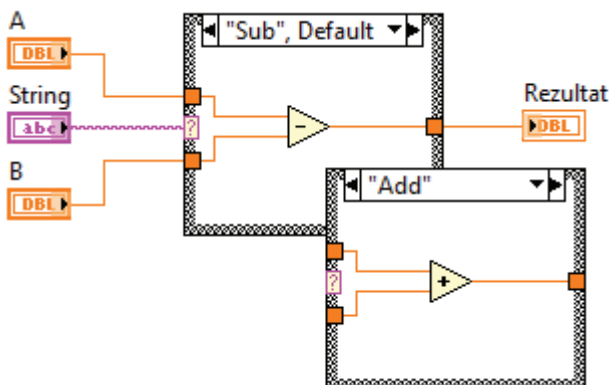 A
DBL
"Sub", Default
String
abc
?
-
Rezultat
DBL
B
DBL
"Add"
?
+